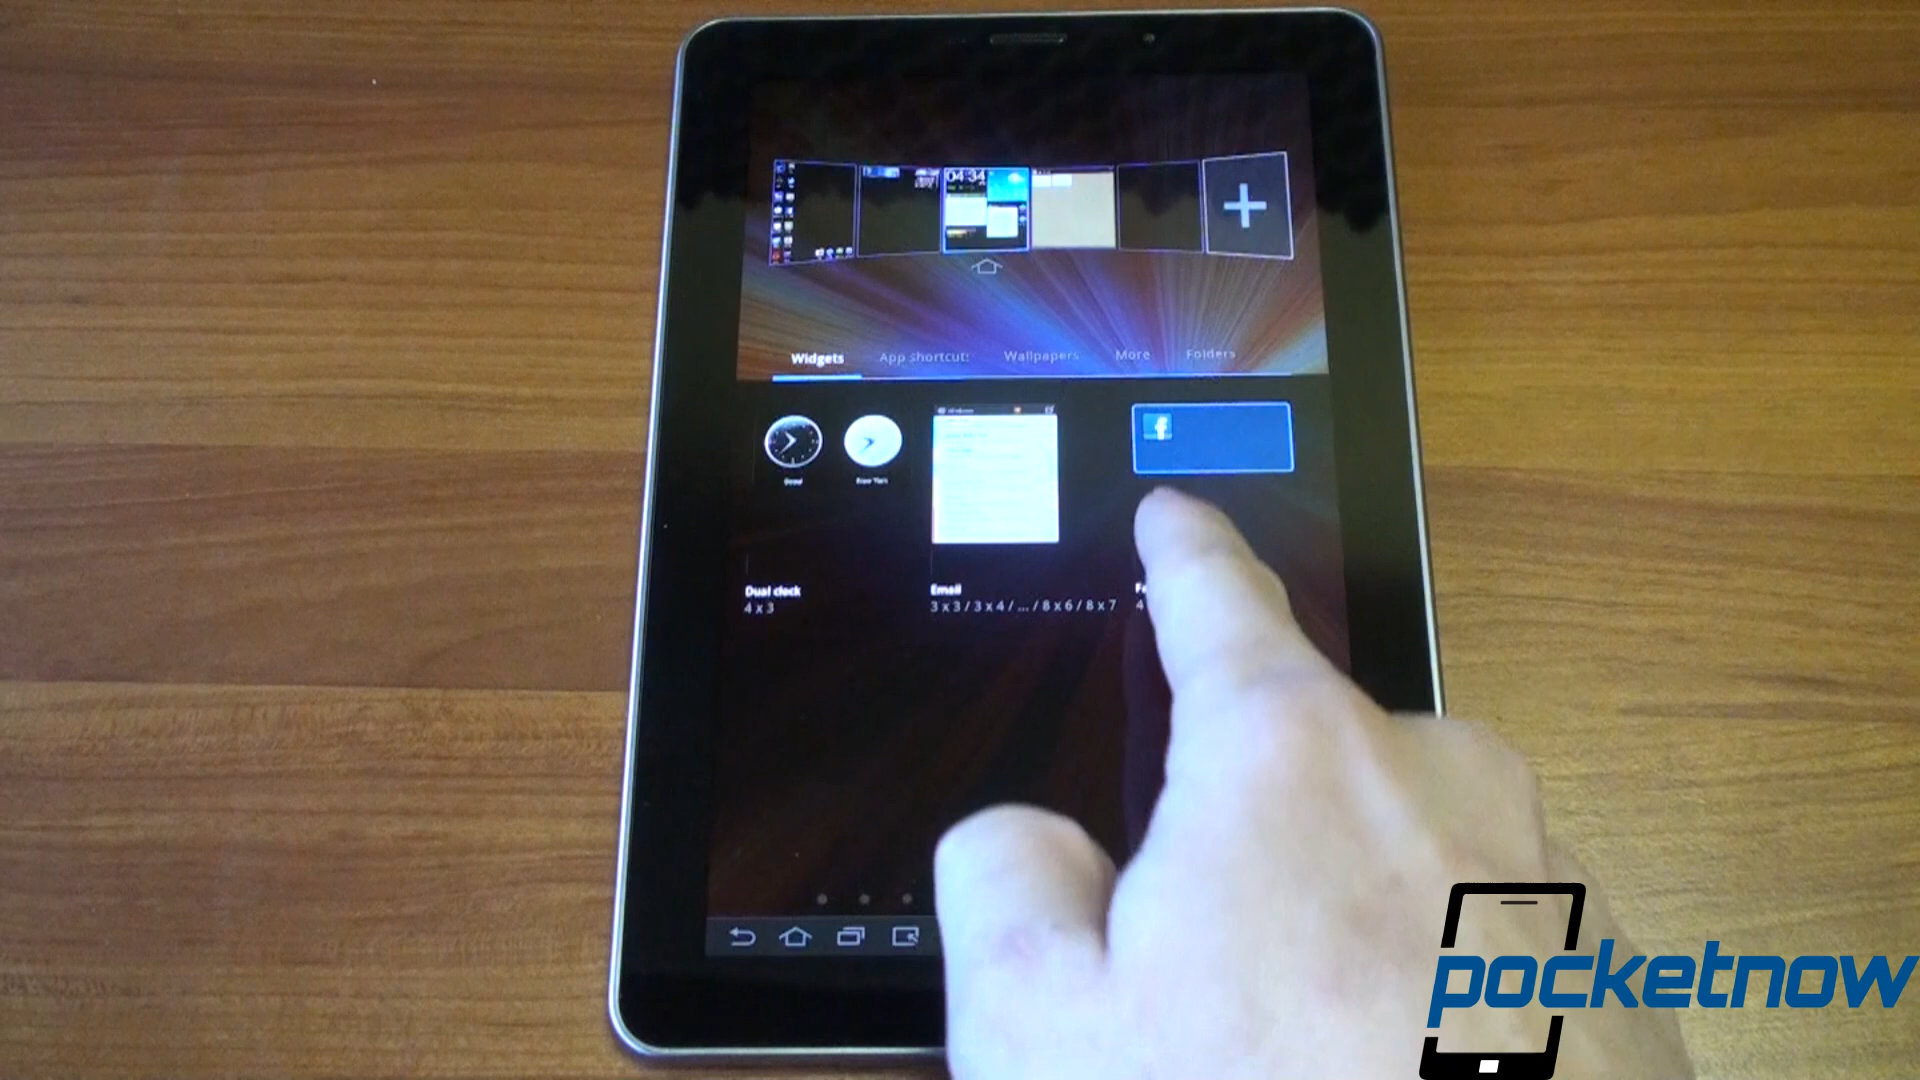 04:34
Widgets App shortcut: Wallpapers More Folders
f
Dual clock
4 x 3
Email
3 x 3 / 3 x 4 / ... / 8 x 6 / 8 x 7
4
pocketnow